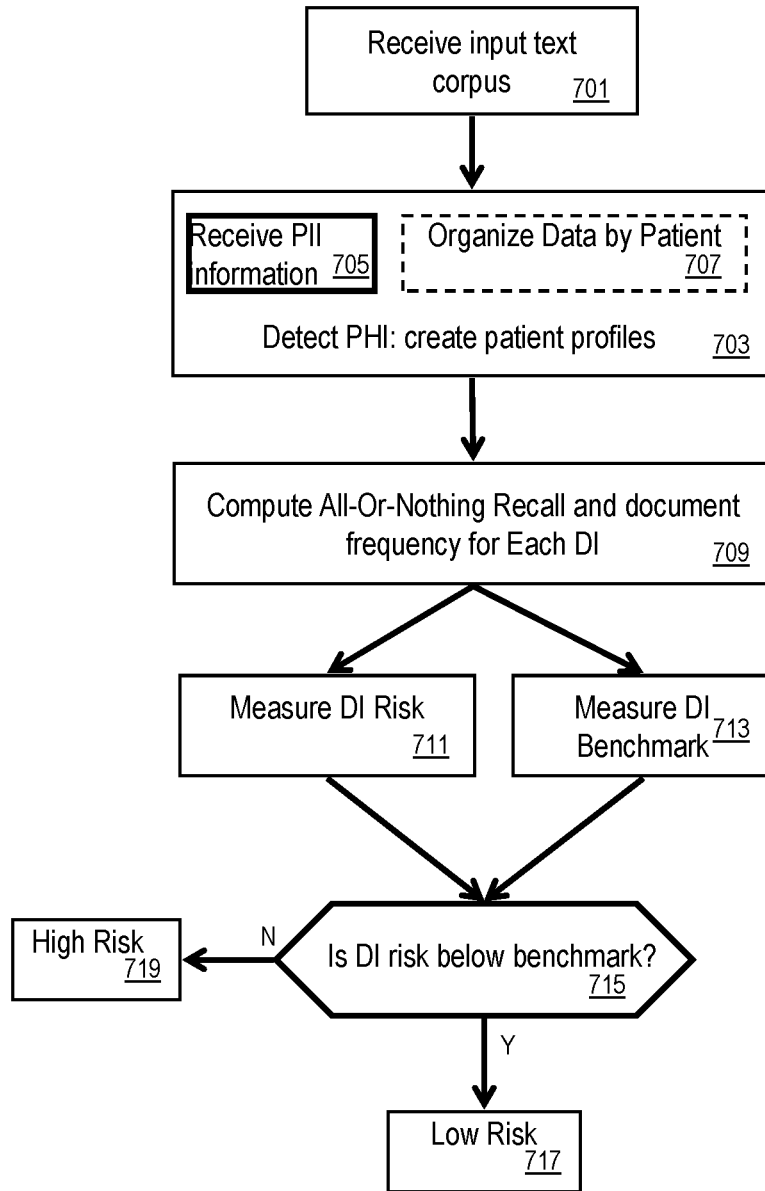 Receive input text
corpus 701
Receive PII
information 705
Organize Data by Patient
707
Detect PHI: create patient profiles 703
Compute All-Or-Nothing Recall and document
frequency for Each DI 709
Measure DI Risk
711
Measure DI
Benchmark 713
Is DI risk below benchmark?
715
N
High Risk
719
Y
Low Risk
717